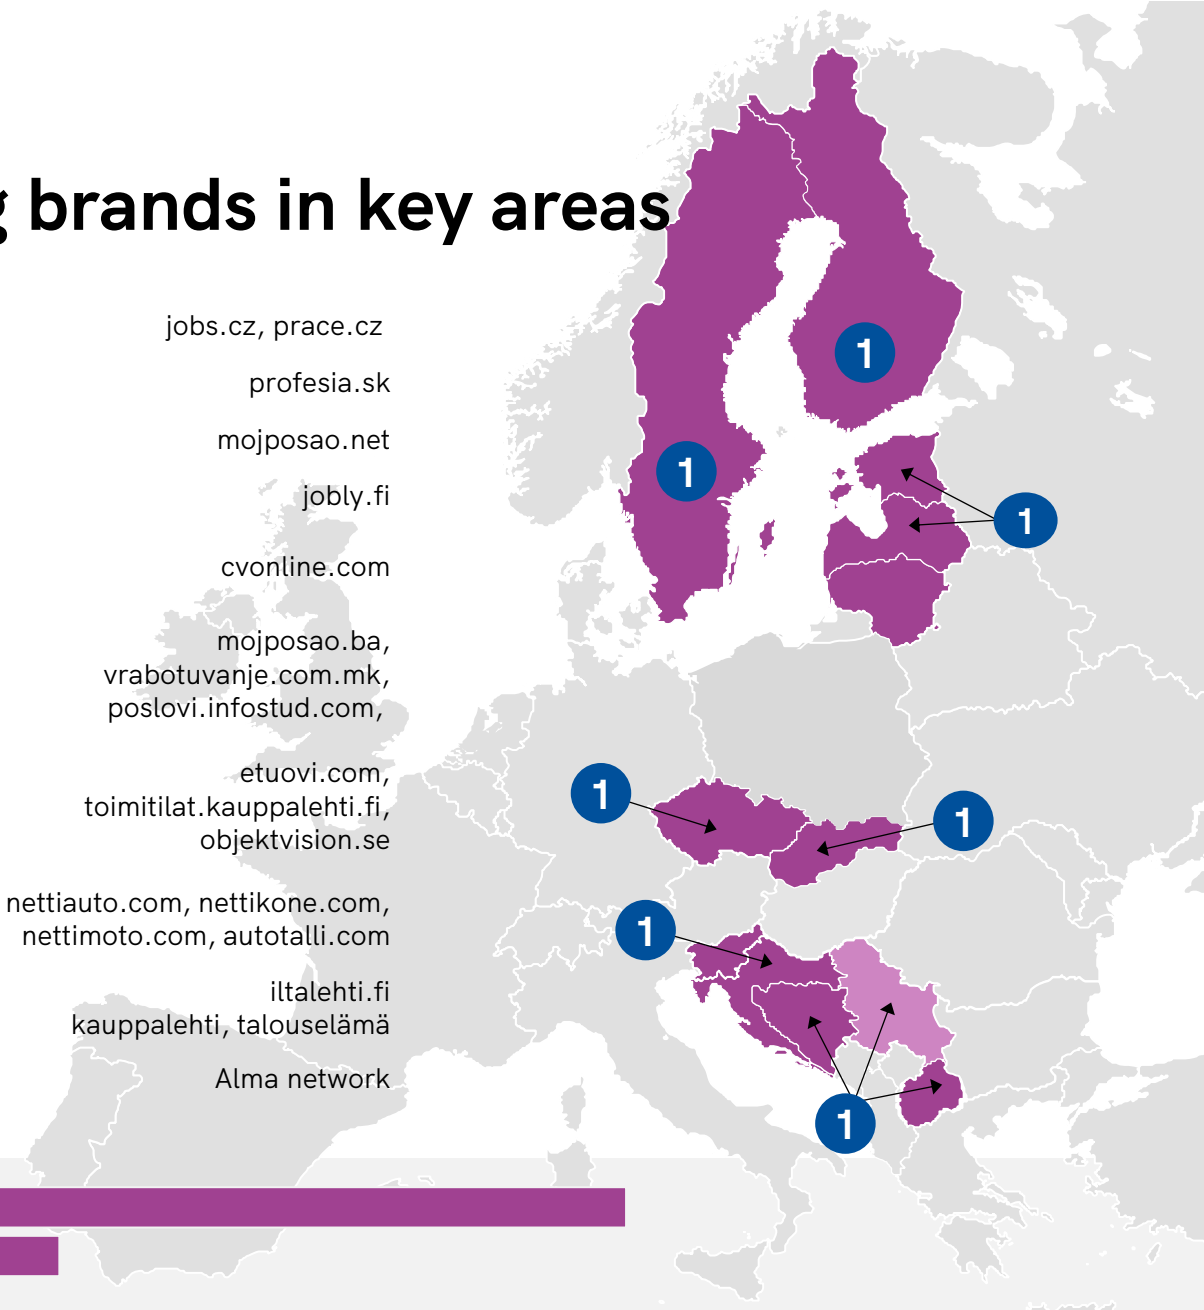 g brands in key areas
jobs.cz, prace.cz
profesia.sk
mojposao.net
jobly.fi
cvonline.com
mojposao.ba,
vrabotuvanje.com.mk,
poslovi.infostud.com,
etuovi.com,
toimitilat.kauppalehti.fi,
objektvision.se
nettiauto.com, nettikone.com,
nettimoto.com, autotalli.com
iltalehti.fi
kauppalehti, talouselämä
Alma network
1
1
1
1
1
1
1